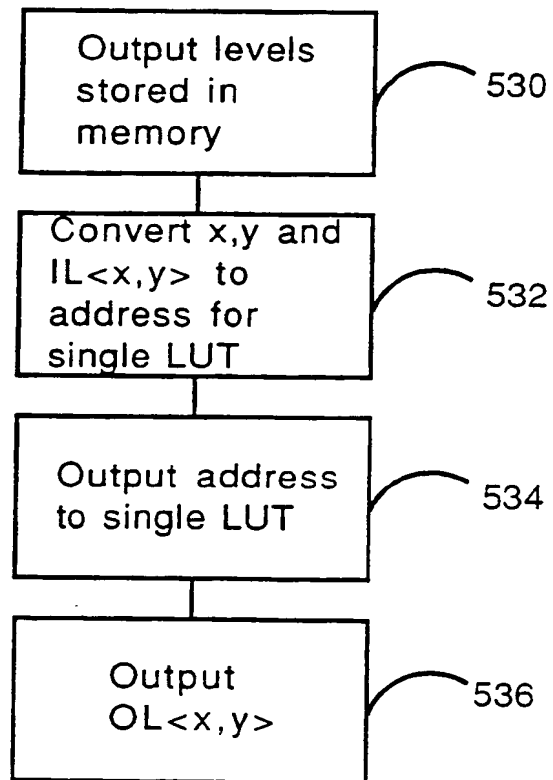 Output levels
stored in
memory
530
Convert x,y and
IL<x,y> to
address for
single LUT
532
Output address
to single LUT
534
Output
OL<x,y>
536